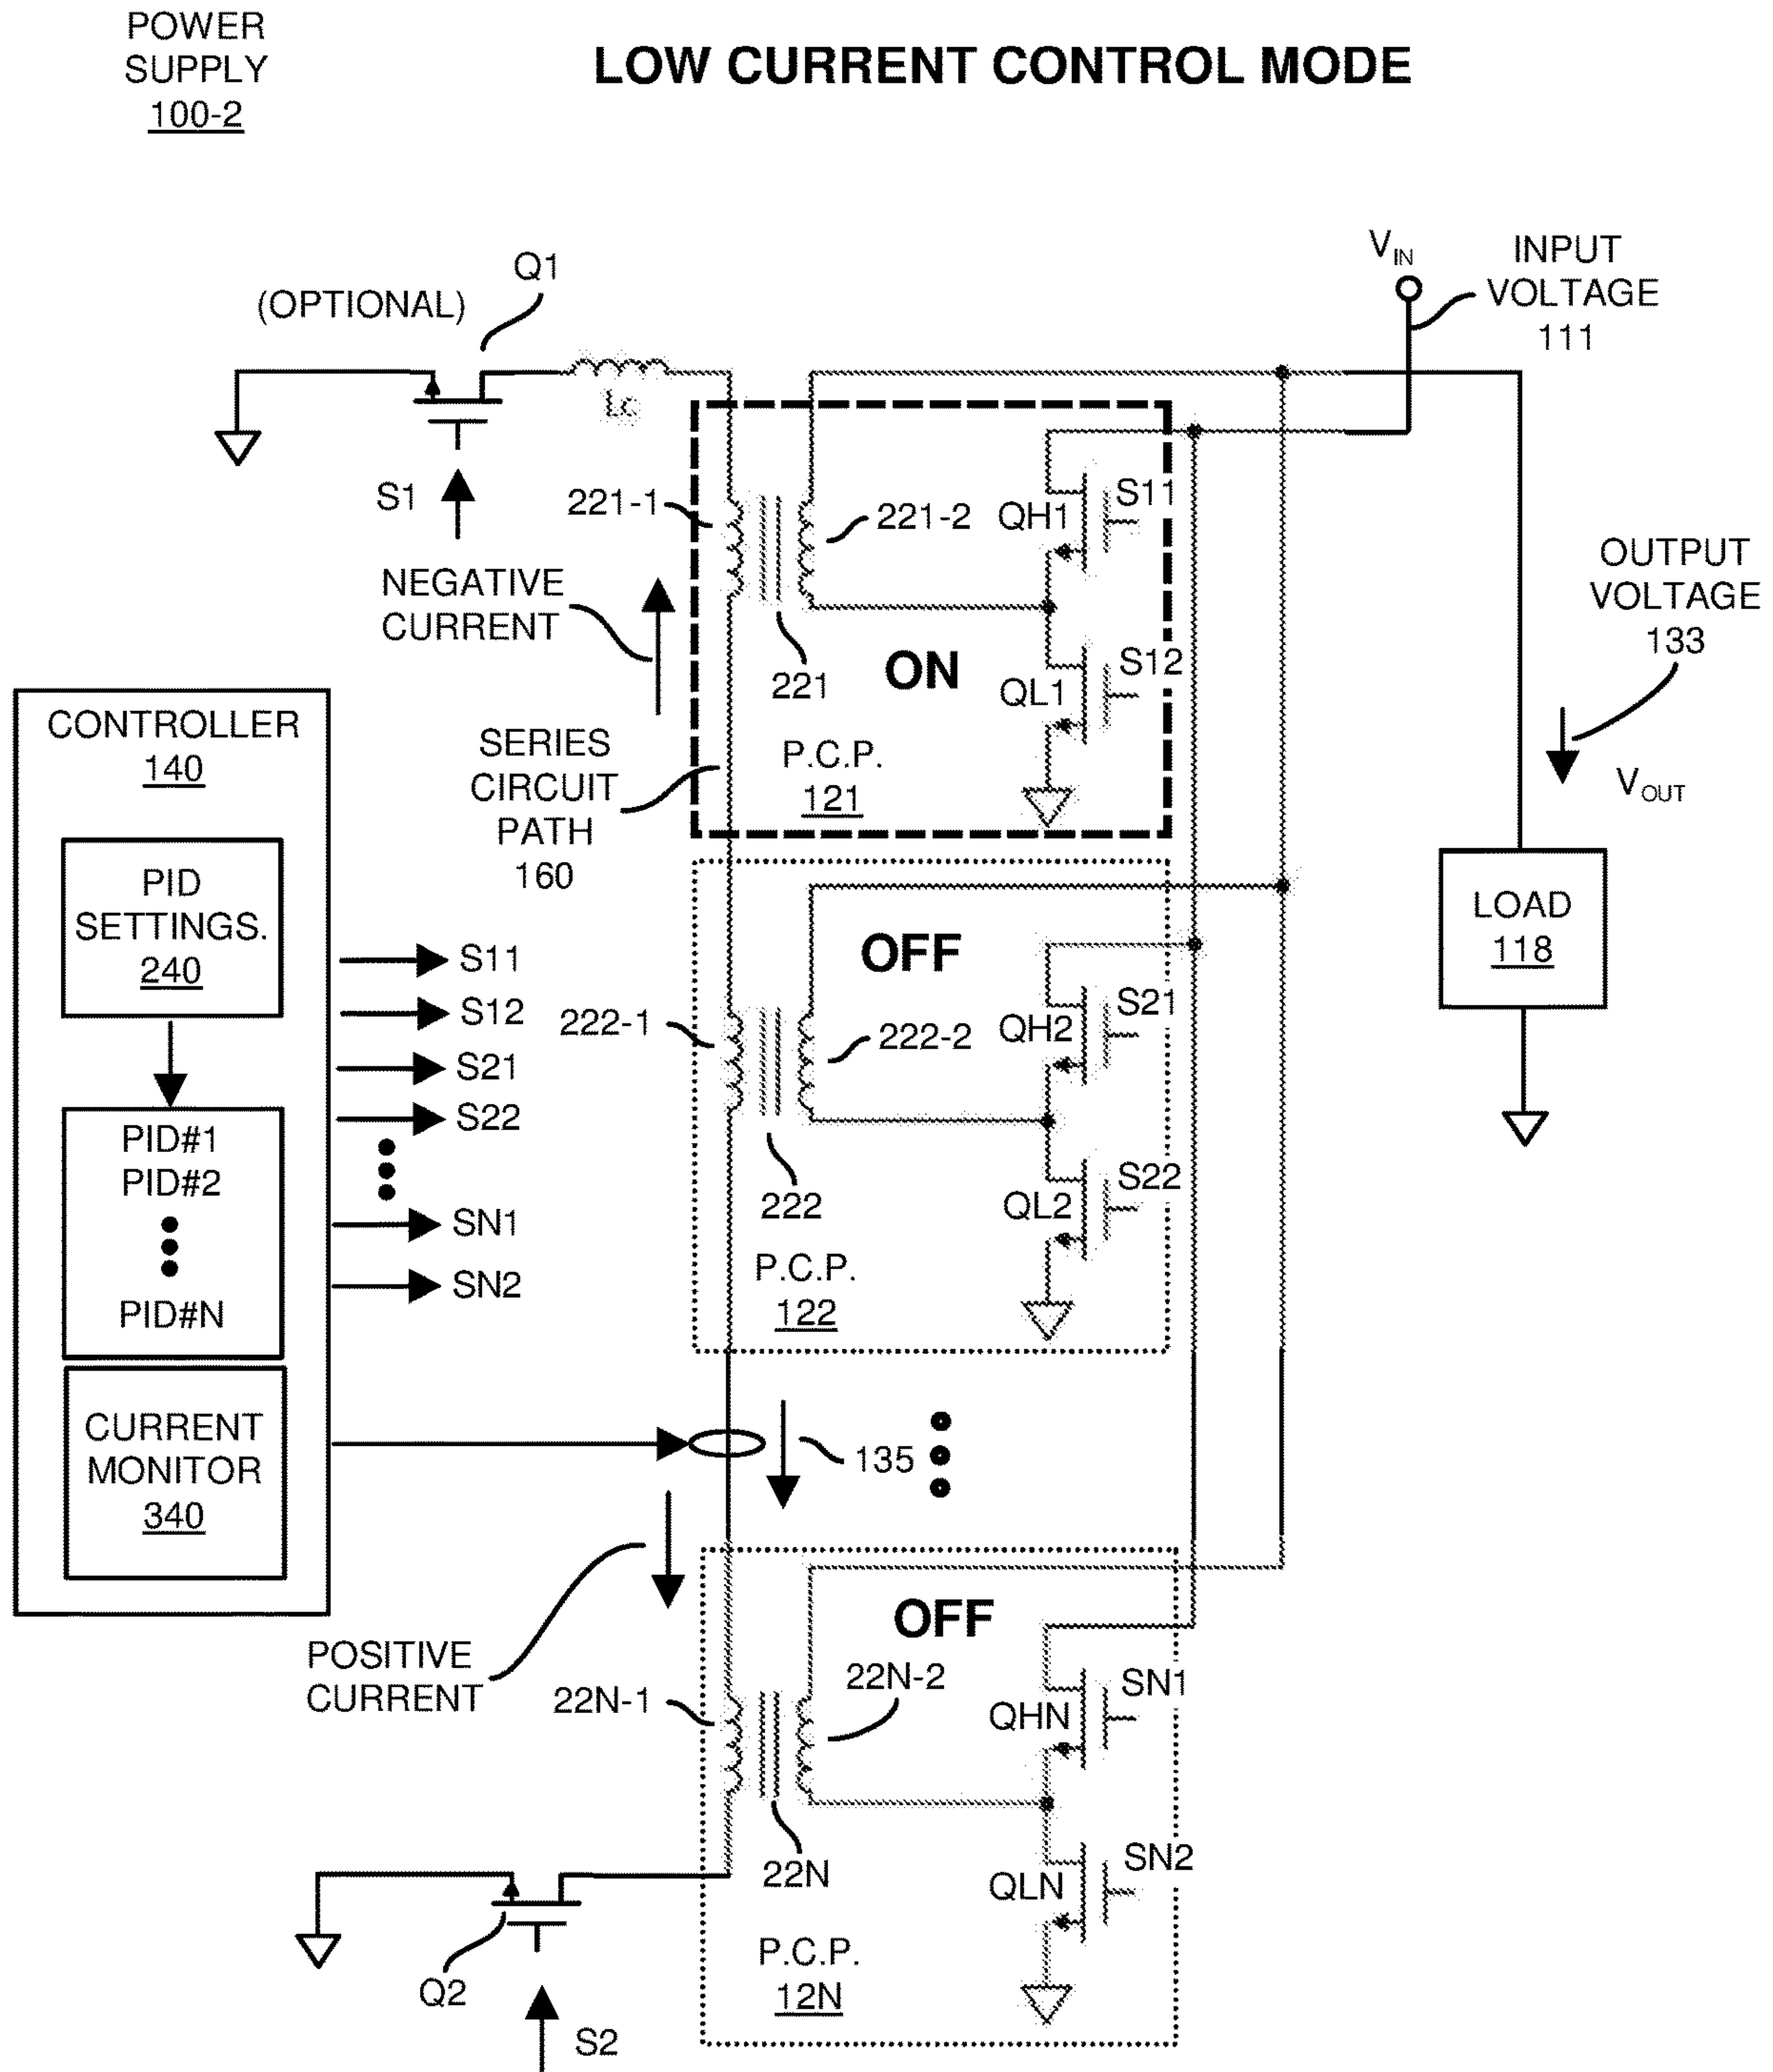 POWER
SUPPLY
100-2
LOW CURRENT CONTROL MODE
Q1
(OPTIONAL)
VIN
INPUT
VOLTAGE
111
Lc
S1
221-1
221-2
QH1
S11
NEGATIVE
CURRENT
OUTPUT
VOLTAGE
133
221
ON
QL1
S12
VOUT
SERIES
CIRCUIT
PATH
160
P.C.P.
121
CONTROLLER
140
PID
SETTINGS.
240
PID#1
PID#2
PID#N
CURRENT
MONITOR
340
S11
S12
S21
S22
SN1
SN2
OFF
222-1
222-2
QH2
S21
222
QL2
S22
P.C.P.
122
LOAD
118
135
POSITIVE
CURRENT
OFF
22N-1
22N-2
QHN
SN1
22N
QLN
SN2
P.C.P.
12N
Q2
S2